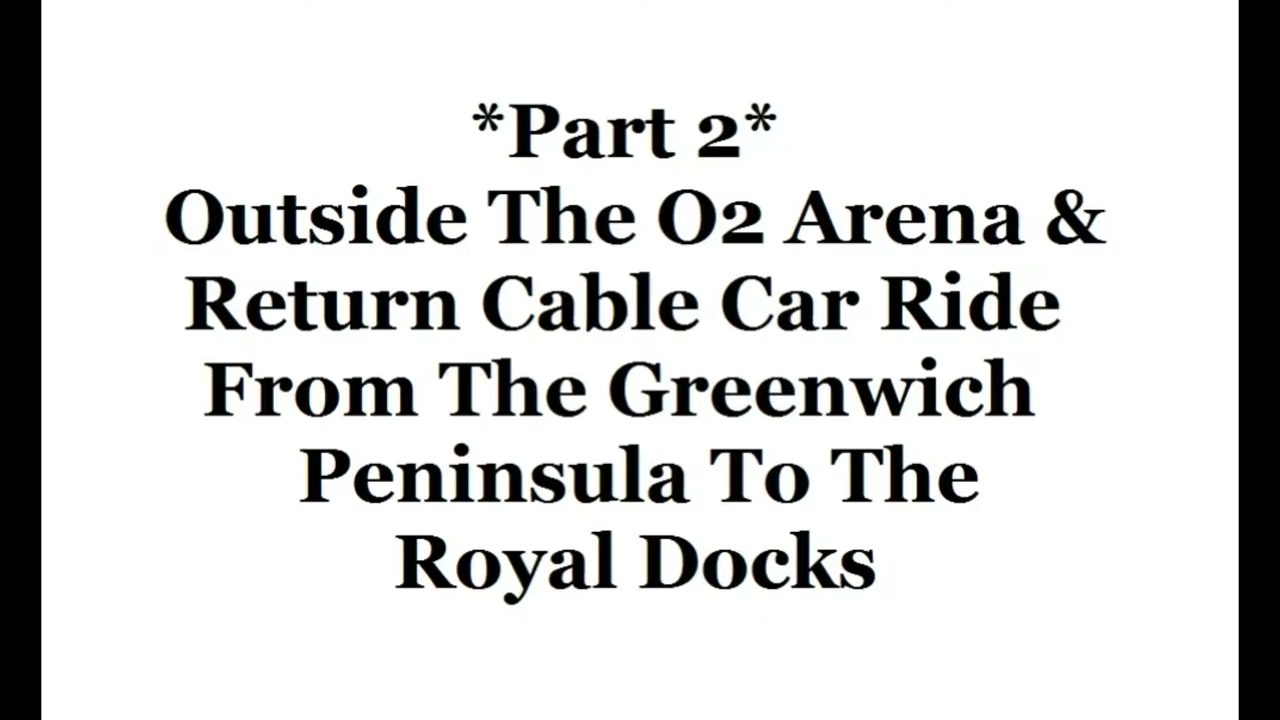 *Part 2*
Outside The O2 Arena &
Return Cable Car Ride
From The Greenwich
Peninsula To The
Royal Docks